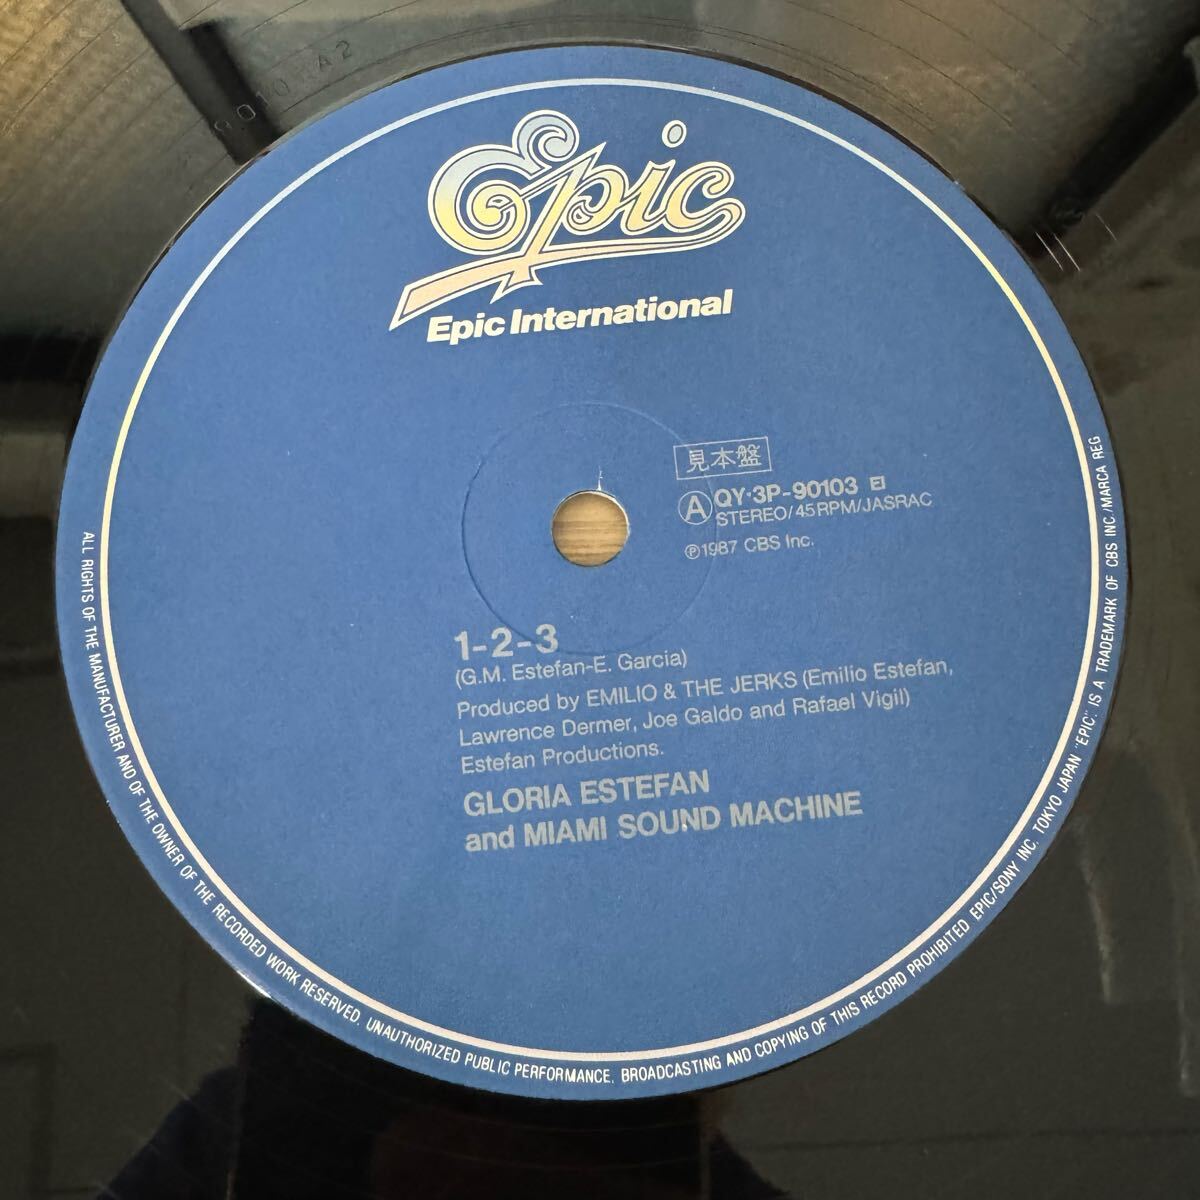 Epic
Epic International
見本盤
A QY·3P-90103
STEREO/45RPM/JASRAC
℗1987 CBS Inc.
1-2-3
(G.M. Estefan-E. Garcia)
Produced by EMILIO & THE JERKS (Emilio Estefan,
Lawrence Dermer, Joe Galdo and Rafael Vigil)
Estefan Productions.
GLORIA ESTEFAN
and MIAMI SOUND MACHINE
ALL RIGHTS OF THE MANUFACTURER AND OF THE OWNER OF THE RECORDED WORK RESERVED. UNAUTHORIZED PUBLIC PERFORMANCE, BROADCASTING AND COPYING OF THIS RECORD PROHIBITED EPIC/SONY INC. TOKYO JAPAN "EPIC" IS A TRADEMARK OF CBS INC./MARCA REG